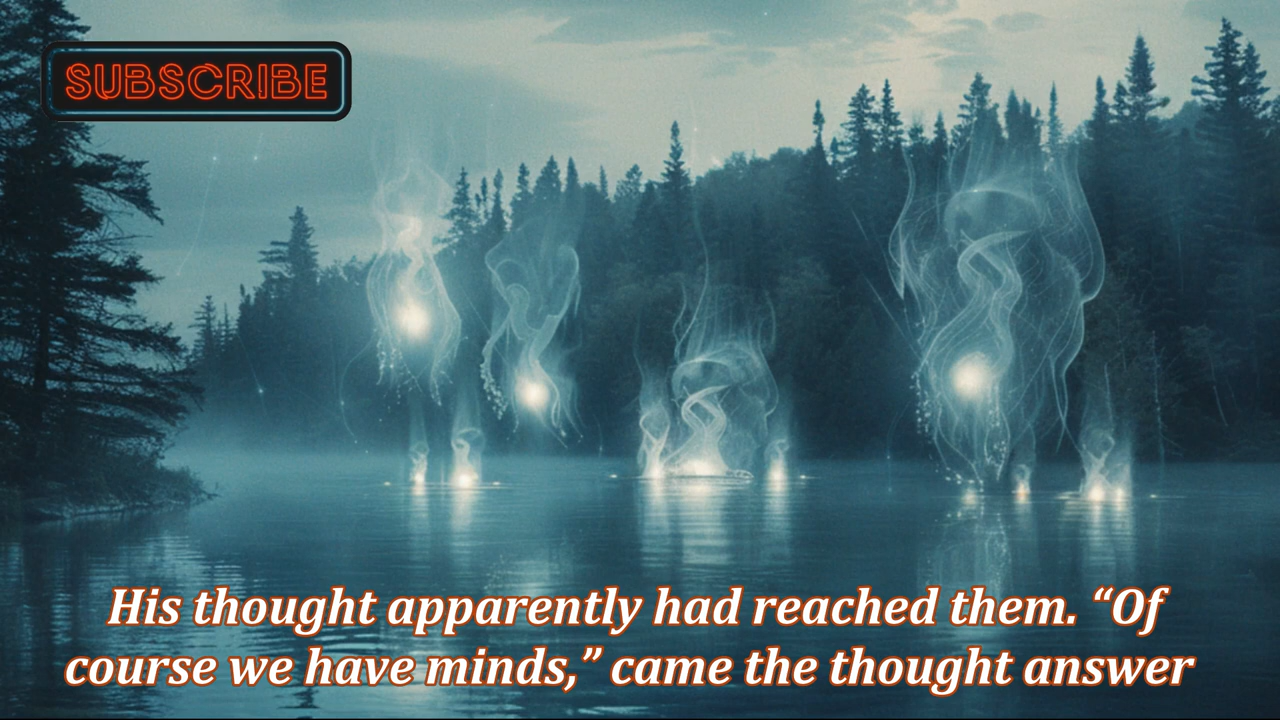 SUBSCRIBE
His thought apparently had reached them. “Of
course we have minds,” came the thought answer